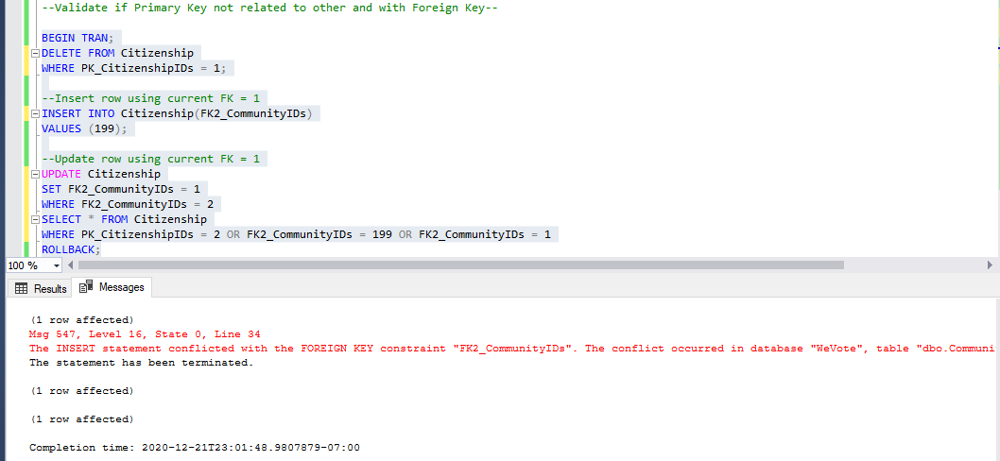 --Validate if Primary Key not related to other and with Foreign Key--
BEGIN TRAN;
DELETE FROM Citizenship
WHERE PK_CitizenshipIDs = 1;
--Insert row using current FK = 1
INSERT INTO Citizenship(FK2_CommunityIDs)
VALUES (199);
--Update row using current FK = 1
UPDATE Citizenship
SET FK2_CommunityIDs = 1
WHERE FK2_CommunityIDs = 2
SELECT * FROM Citizenship
WHERE PK_CitizenshipIDs = 2 OR FK2_CommunityIDs = 199 OR FK2_CommunityIDs = 1
ROLLBACK;
100 %
Results Messages
(1 row affected)
Msg 547, Level 16, State 0, Line 34
The INSERT statement conflicted with the FOREIGN KEY constraint "FK2_CommunityIDs". The conflict occurred in database "WeVote", table "dbo.Communi
The statement has been terminated.
(1 row affected)
(1 row affected)
Completion time: 2020-12-21T23:01:48.9807879-07:00